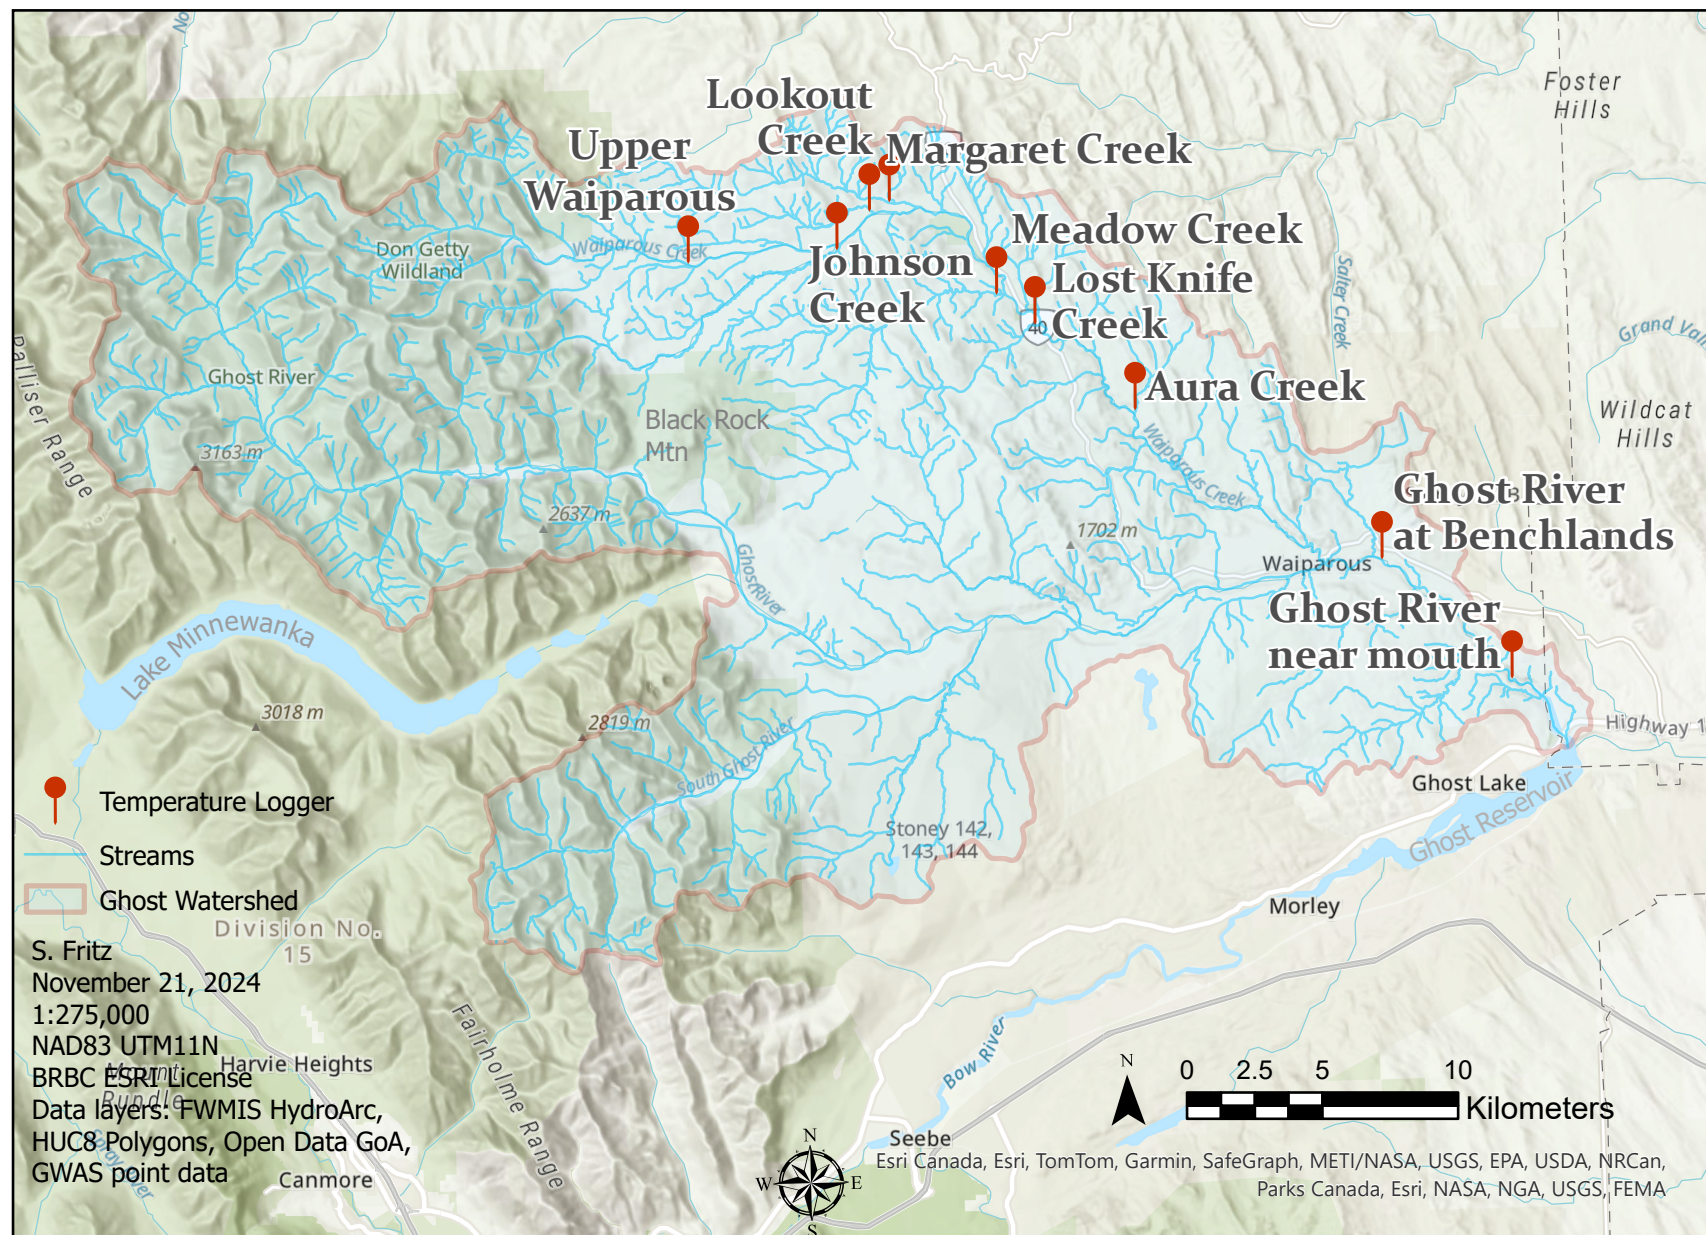 No
Foster
Hills
Lookout
Creek
Margaret Creek
Upper
Waiparous
Meadow Creek
Don Getty
Wildland
Waiparous Creek
Johnson
Creek
Lost Knife
Creek
40
Salter Creek
Palliser Range
Ghost River
Aura Creek
Black Rock
Mtn
Wildcat
Hills
3163 m
Waiparous Creek
2637 m
1702 m
Ghost River
at Benchlands
Waiparous
Ghost River
Ghost River
near mouth
Lake Minnewanka
3018 m
2819 m
South Ghost River
Highway 1
Ghost Lake
Ghost Reservoir
Temperature Logger
Streams
Ghost Watershed
Stoney 142,
143, 144
Morley
Division No.
15
S. Fritz
November 21, 2024
1:275,000
NAD83 UTM11N
BRBC ESRI License
Data layers: FWMIS HydroArc,
HUC8 Polygons, Open Data GoA,
GWAS point data
Harvie Heights
Mount
Rundle
Canmore
Fairholme Range
Bow River
Seebe
N
0 2.5 5 10
Kilometers
N
W E
S
Esri Canada, Esri, TomTom, Garmin, SafeGraph, METI/NASA, USGS, EPA, USDA, NRCan,
Parks Canada, Esri, NASA, NGA, USGS, FEMA